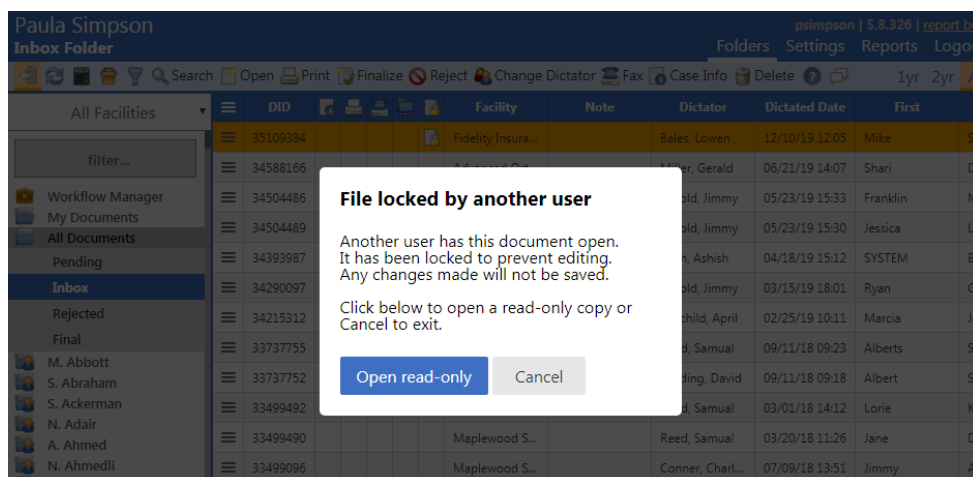 Paula Simpson
psimpson | 5.8.326 | report b
Inbox Folder
Folders Settings Reports Logo
Search Open Print Finalize Reject Change Dictator Fax Case Info Delete 1yr 2yr
All Facilities
DID Facility Note Dictator Dictated Date First
filter...
35109384 Fidelity Insura... Bales, Lowen 12/10/19 12:05 Mike
34588166 Gerald 06/21/19 14:07 Shari
34504486 Jimmy 05/23/19 15:33 Franklin
34504489 Jimmy 05/23/19 15:30 Jessica
34393987 Ashish 04/18/19 15:12 SYSTEM
34290097 Jimmy 03/15/19 18:01 Ryan
34215312 April 02/25/19 10:11 Marcia
33737755 Samual 09/11/18 09:23 Alberts
33737752 David 09/11/18 09:18 Albert
33499492 Samual 03/01/18 14:12 Lorie
33499490 Maplewood S... Reed, Samual 03/20/18 11:26 Jane
33499096 Maplewood S... Conner, Charl... 07/09/18 13:51 Jimmy
Workflow Manager
My Documents
All Documents
Pending
Inbox
Rejected
Final
M. Abbott
S. Abraham
S. Ackerman
N. Adair
A. Ahmed
N. Ahmedli
File locked by another user
Another user has this document open.
It has been locked to prevent editing.
Any changes made will not be saved.
Click below to open a read-only copy or
Cancel to exit.
Open read-only Cancel